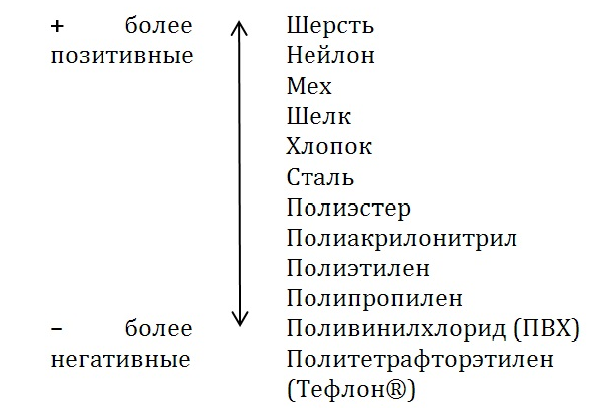 + более
позитивные
Шерсть
Нейлон
Мех
Шелк
Хлопок
Сталь
Полиэстер
Полиакрилонитрил
Полиэтилен
Полипропилен
– более
негативные
Поливинилхлорид (ПВХ)
Политетрафторэтилен
(Тефлон®)